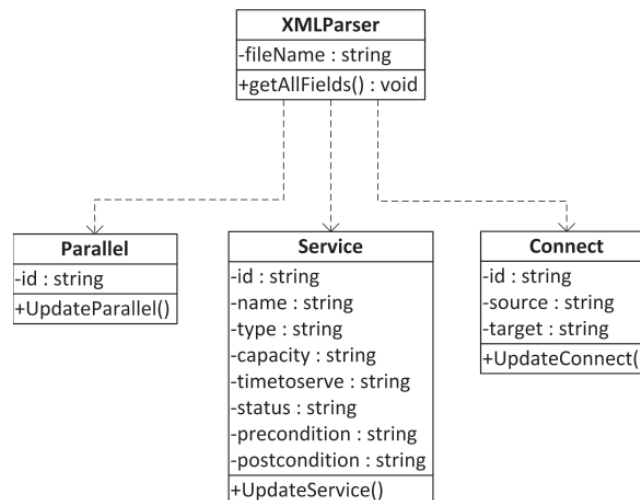 XMLParser
-fileName : string
+getAllFields() : void
Parallel
-id : string
+UpdateParallel()
Service
-id : string
-name : string
-type : string
-capacity : string
-timetoserve : string
-status : string
-precondition : string
-postcondition : string
+UpdateService()
Connect
-id : string
-source : string
-target : string
+UpdateConnect(